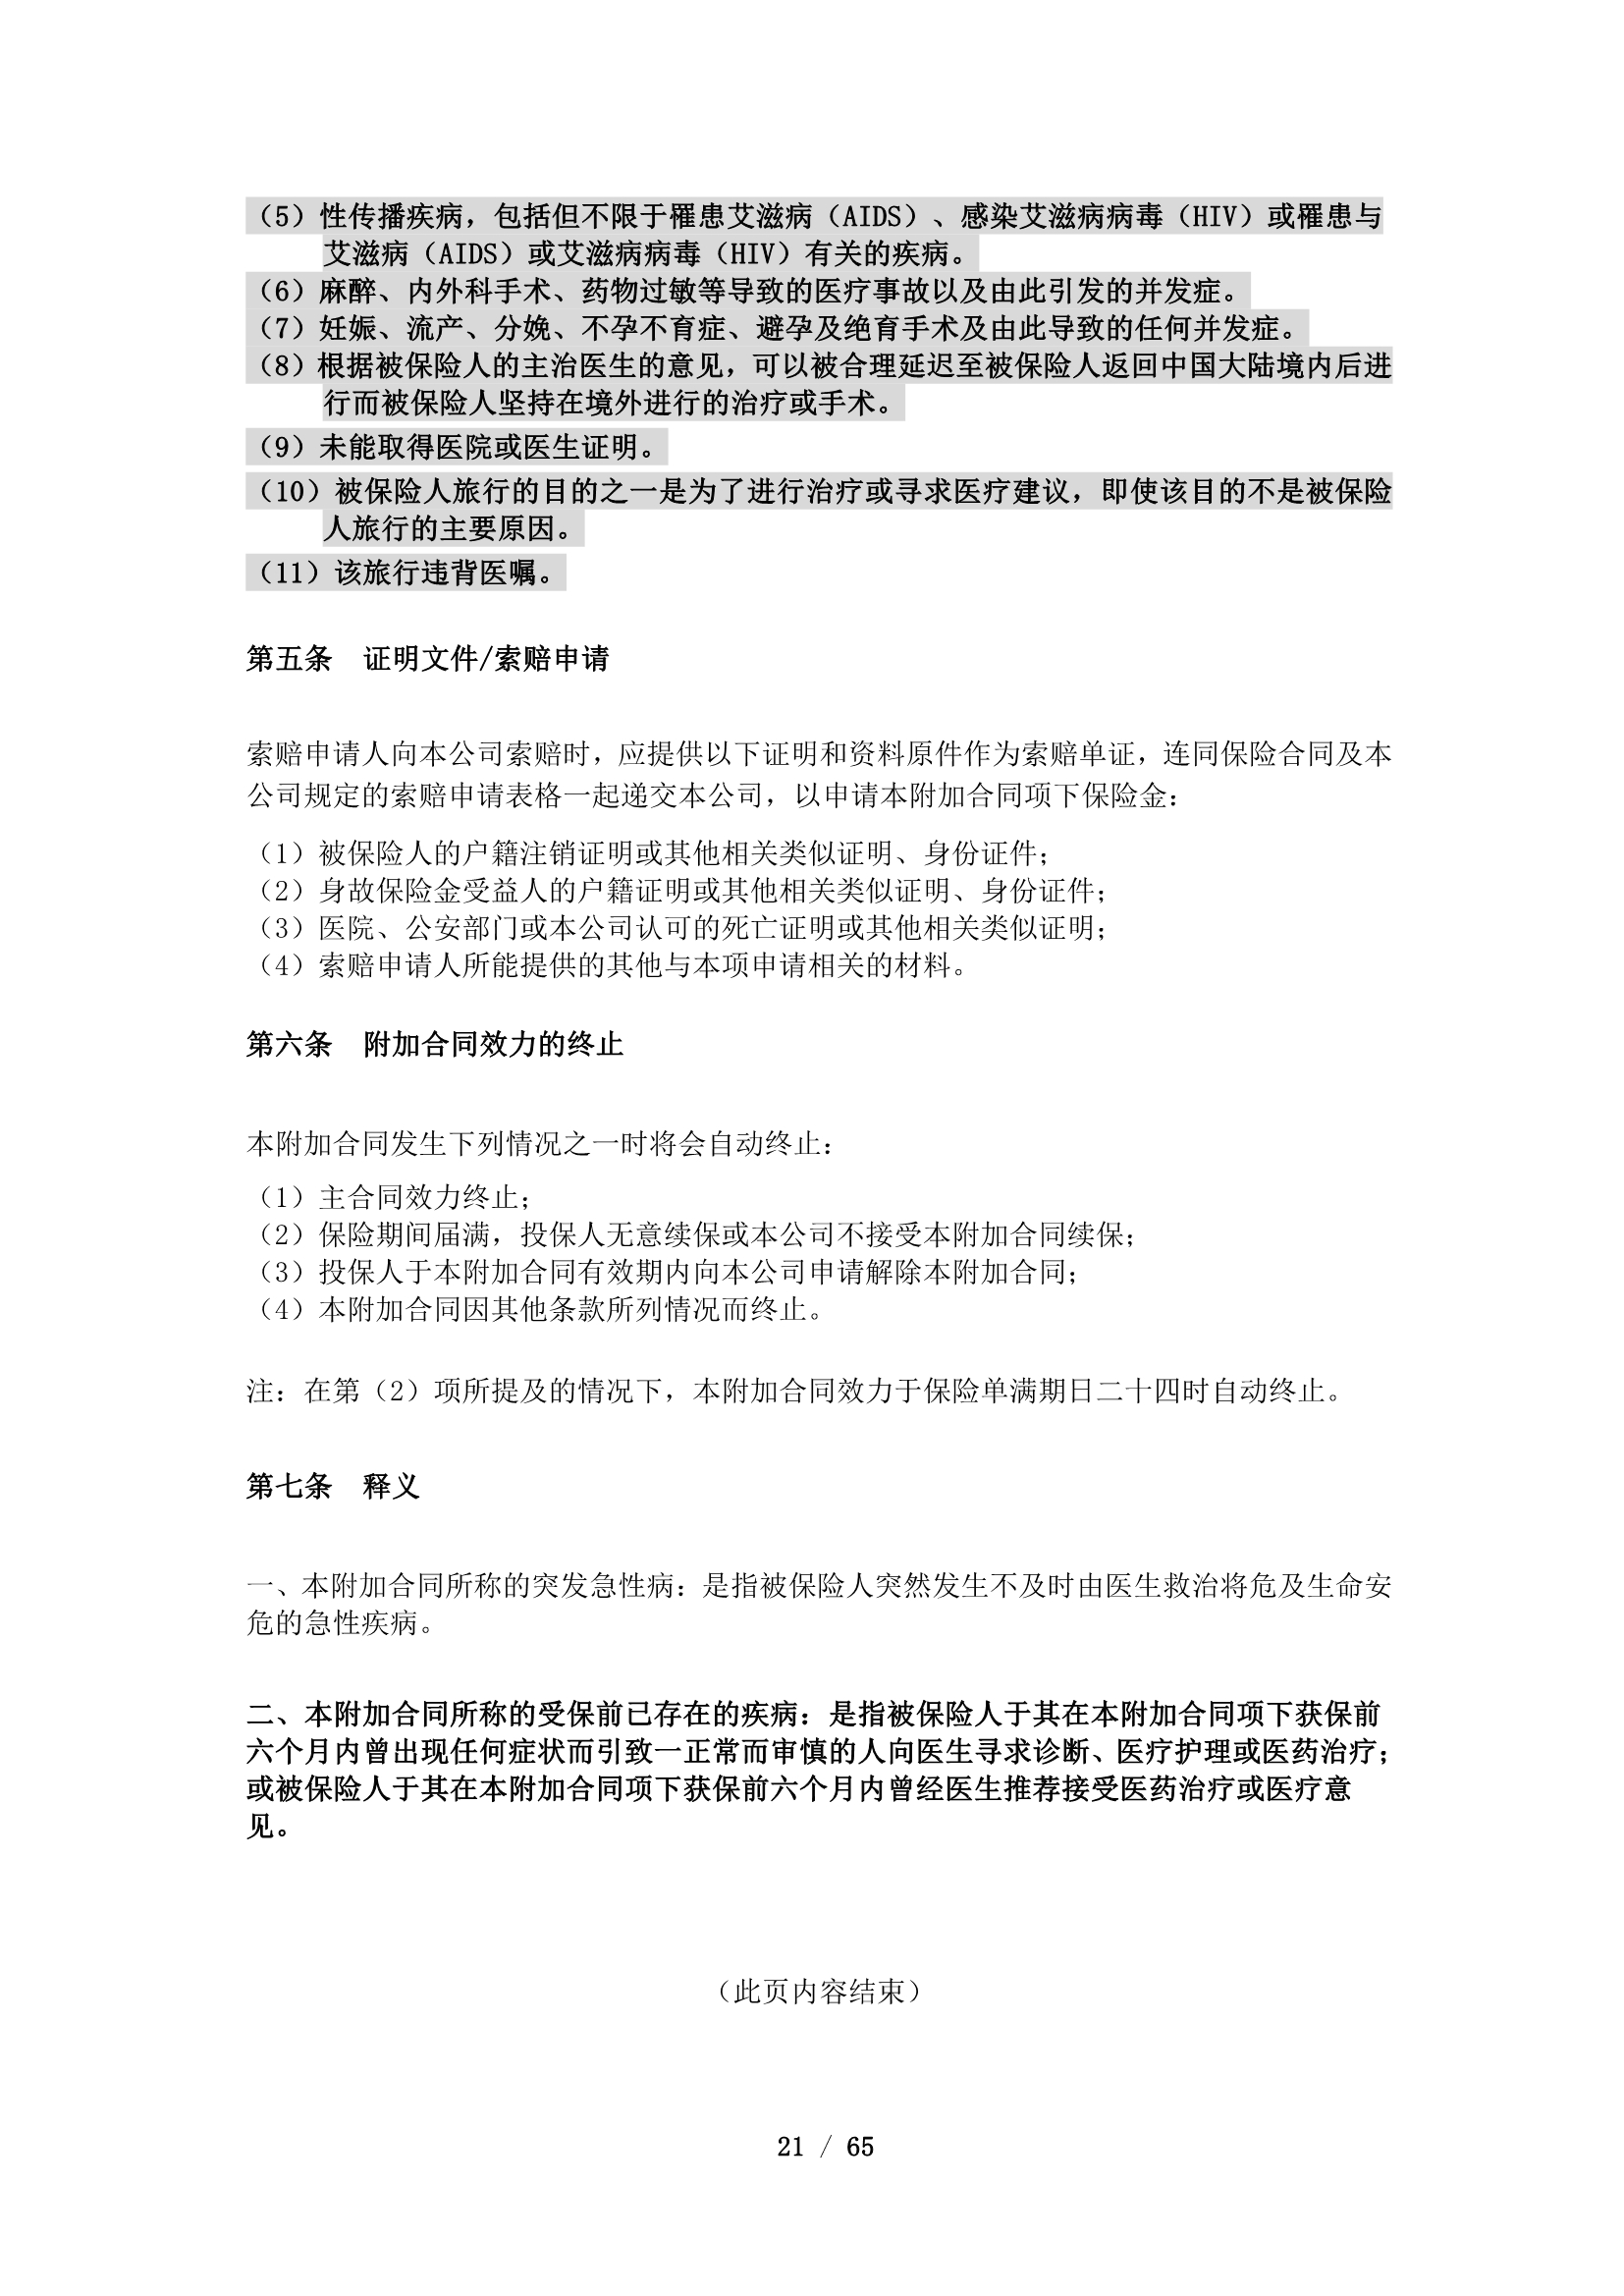 （5）性传播疾病，包括但不限于罹患艾滋病（AIDS）、感染艾滋病病毒（HIV）或罹患与
艾滋病（AIDS）或艾滋病病毒（HIV）有关的疾病。
（6）麻醉、内外科手术、药物过敏等导致的医疗事故以及由此引发的并发症。
（7）妊娠、流产、分娩、不孕不育症、避孕及绝育手术及由此导致的任何并发症。
（8）根据被保险人的主治医生的意见，可以被合理延迟至被保险人返回中国大陆境内后进
行而被保险人坚持在境外进行的治疗或手术。
（9）未能取得医院或医生证明。
（10）被保险人旅行的目的之一是为了进行治疗或寻求医疗建议，即使该目的不是被保险
人旅行的主要原因。
（11）该旅行违背医嘱。
第五条　证明文件/索赔申请
索赔申请人向本公司索赔时，应提供以下证明和资料原件作为索赔单证，连同保险合同及本
公司规定的索赔申请表格一起递交本公司，以申请本附加合同项下保险金：
（1）被保险人的户籍注销证明或其他相关类似证明、身份证件；
（2）身故保险金受益人的户籍证明或其他相关类似证明、身份证件；
（3）医院、公安部门或本公司认可的死亡证明或其他相关类似证明；
（4）索赔申请人所能提供的其他与本项申请相关的材料。
第六条　附加合同效力的终止
本附加合同发生下列情况之一时将会自动终止：
（1）主合同效力终止；
（2）保险期间届满，投保人无意续保或本公司不接受本附加合同续保；
（3）投保人于本附加合同有效期内向本公司申请解除本附加合同；
（4）本附加合同因其他条款所列情况而终止。
注：在第（2）项所提及的情况下，本附加合同效力于保险单满期日二十四时自动终止。
第七条　释义
一、本附加合同所称的突发急性病：是指被保险人突然发生不及时由医生救治将危及生命安
危的急性疾病。
二、本附加合同所称的受保前已存在的疾病：是指被保险人于其在本附加合同项下获保前
六个月内曾出现任何症状而引致一正常而审慎的人向医生寻求诊断、医疗护理或医药治疗；
或被保险人于其在本附加合同项下获保前六个月内曾经医生推荐接受医药治疗或医疗意
见。
（此页内容结束）
21 / 65